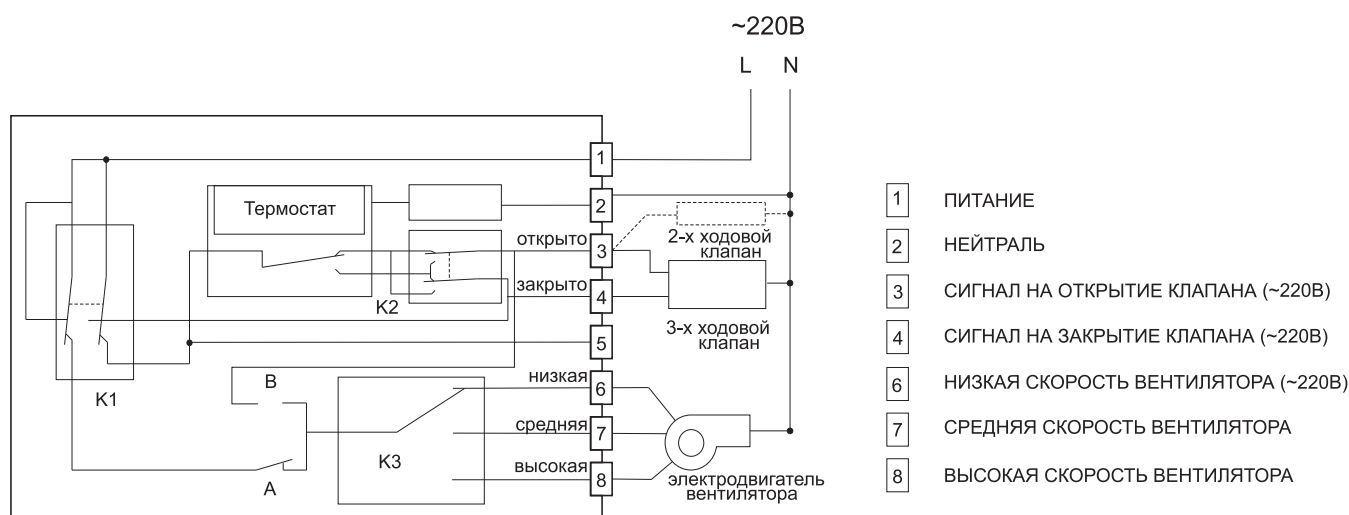 ~220В
L N
1
Термостат
2
открыто
3
2-х ходовой
клапан
K2
закрыто
4
3-х ходовой
клапан
5
K1
B
низкая
6
средняя
7
K3
высокая
8
A
электродвигатель
вентилятора
1 ПИТАНИЕ
2 НЕЙТРАЛЬ
3 СИГНАЛ НА ОТКРЫТИЕ КЛАПАНА (~220В)
4 СИГНАЛ НА ЗАКРЫТИЕ КЛАПАНА (~220В)
6 НИЗКАЯ СКОРОСТЬ ВЕНТИЛЯТОРА (~220В)
7 СРЕДНЯЯ СКОРОСТЬ ВЕНТИЛЯТОРА
8 ВЫСОКАЯ СКОРОСТЬ ВЕНТИЛЯТОРА